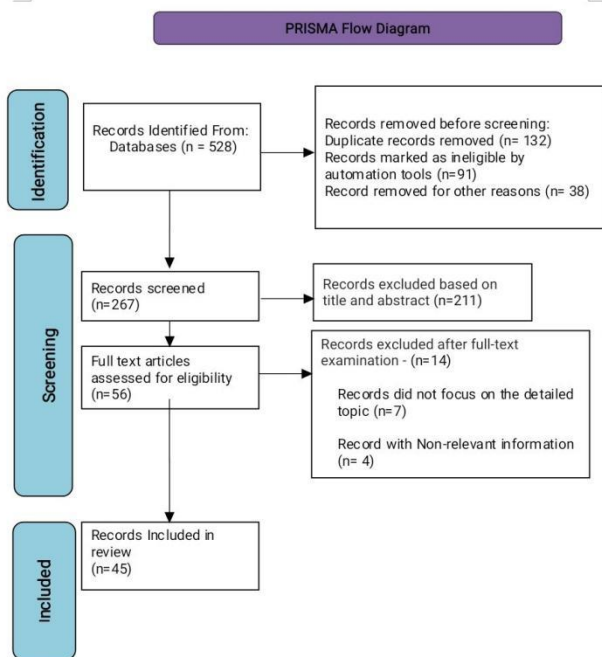 PRISMA Flow Diagram
Identification
Records Identified From:
Databases (n = 528)
Records removed before screening:
Duplicate records removed (n= 132)
Records marked as ineligible by
automation tools (n=91)
Record removed for other reasons (n= 38)
Screening
Records screened
(n=267)
Records excluded based on
title and abstract (n=211)
Full text articles
assessed for eligibility
(n=56)
Records excluded after full-text
examination - (n=14)
Records did not focus on the detailed
topic (n=7)
Record with Non-relevant information
(n= 4)
Included
Records Included in
review
(n=45)